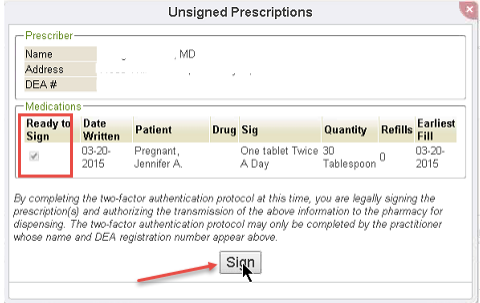 Unsigned Prescriptions
Prescriber
Name , MD
Address
DEA #
Medications
Ready to Sign Date Written Patient Drug Sig Quantity Refills Earliest Fill
03-20-2015 Pregnant, Jennifer A. One tablet Twice A Day 30 Tablespoon 0 03-20-2015
By completing the two-factor authentication protocol at this time, you are legally signing the
prescription(s) and authorizing the transmission of the above information to the pharmacy for
dispensing. The two-factor authentication protocol may only be completed by the practitioner
whose name and DEA registration number appear above.
Sign